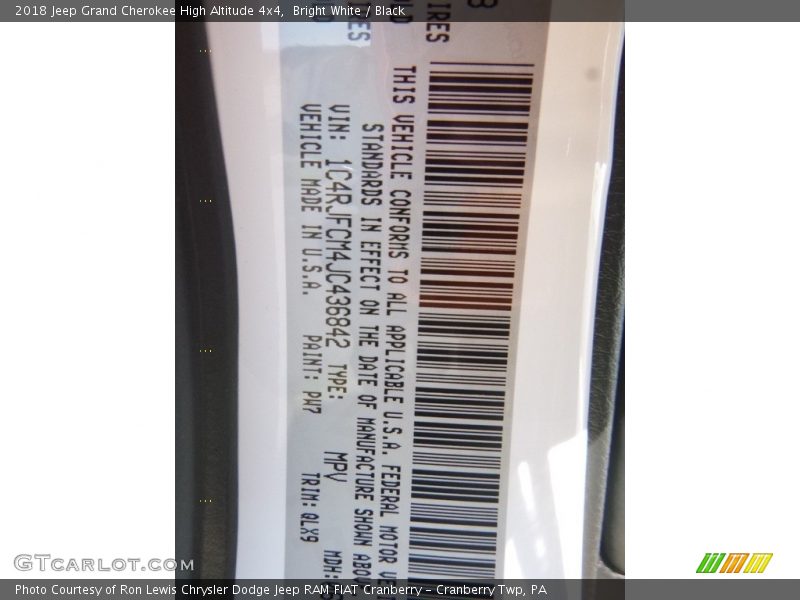 2018 Jeep Grand Cherokee High Altitude 4x4, Bright White / Black
IRES
THIS VEHICLE CONFORMS TO ALL APPLICABLE U.S.A. FEDERAL MOTOR
STANDARDS IN EFFECT ON THE DATE OF MANUFACTURE SHOWN
VIN: 1C4RJFCM4JC436842 TYPE: MPV MDH:
VEHICLE MADE IN U.S.A. PAINT: PW7 TRIM: QLX9
GTCarLot.com
Photo Courtesy of Ron Lewis Chrysler Dodge Jeep RAM FIAT Cranberry – Cranberry Twp, PA